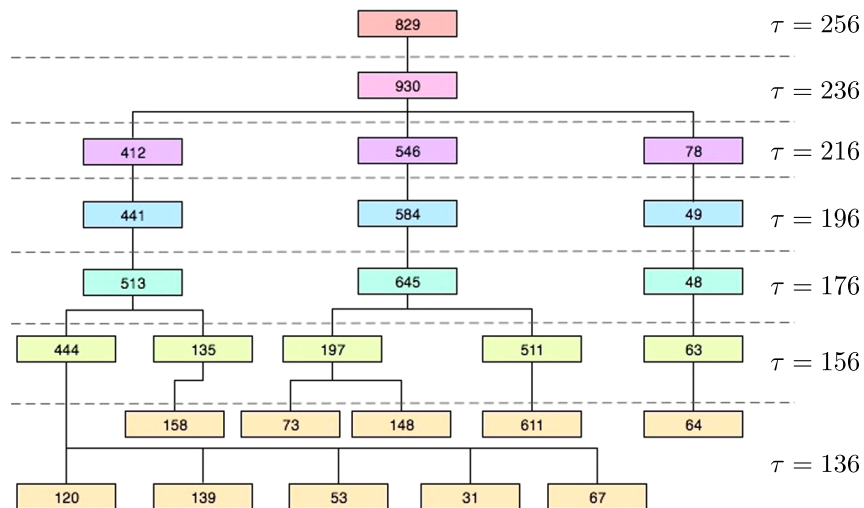 829 τ = 256
930 τ = 236
412 546 78 τ = 216
441 584 49 τ = 196
513 645 48 τ = 176
444 135 197 511 63 τ = 156
158 73 148 611 64
τ = 136
120 139 53 31 67